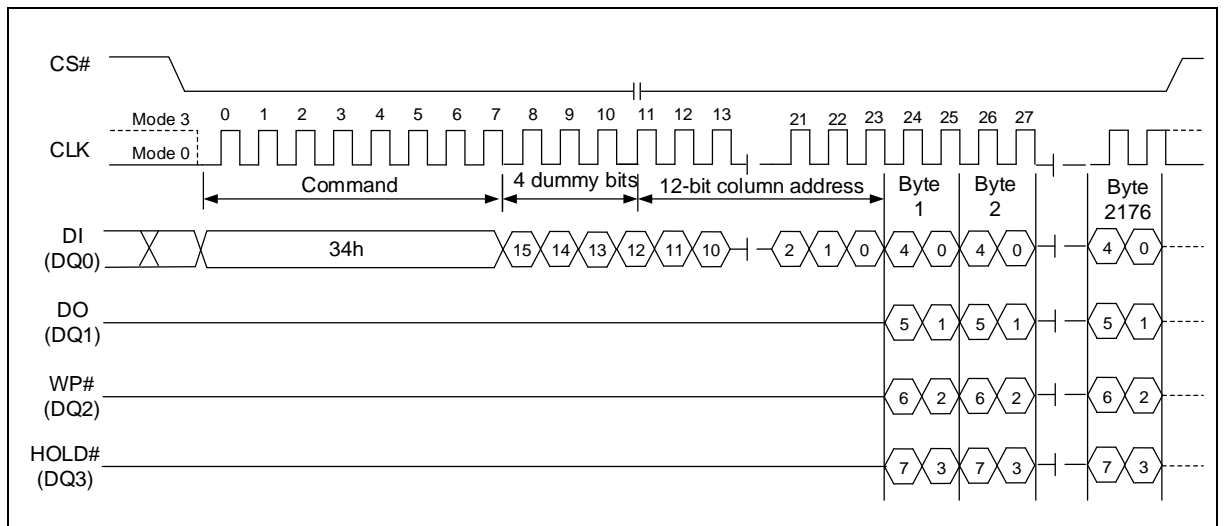 CS#
Mode 3 0 1 2 3 4 5 6 7 8 9 10 11 12 13 21 22 23 24 25 26 27
CLK
Mode 0
Command 4 dummy bits 12-bit column address Byte 1 Byte 2 Byte 2176
DI (DQ0) 34h 15 14 13 12 11 10 2 1 0 4 0 4 0 4 0
DO (DQ1) 5 1 5 1 5 1
WP# (DQ2) 6 2 6 2 6 2
HOLD# (DQ3) 7 3 7 3 7 3